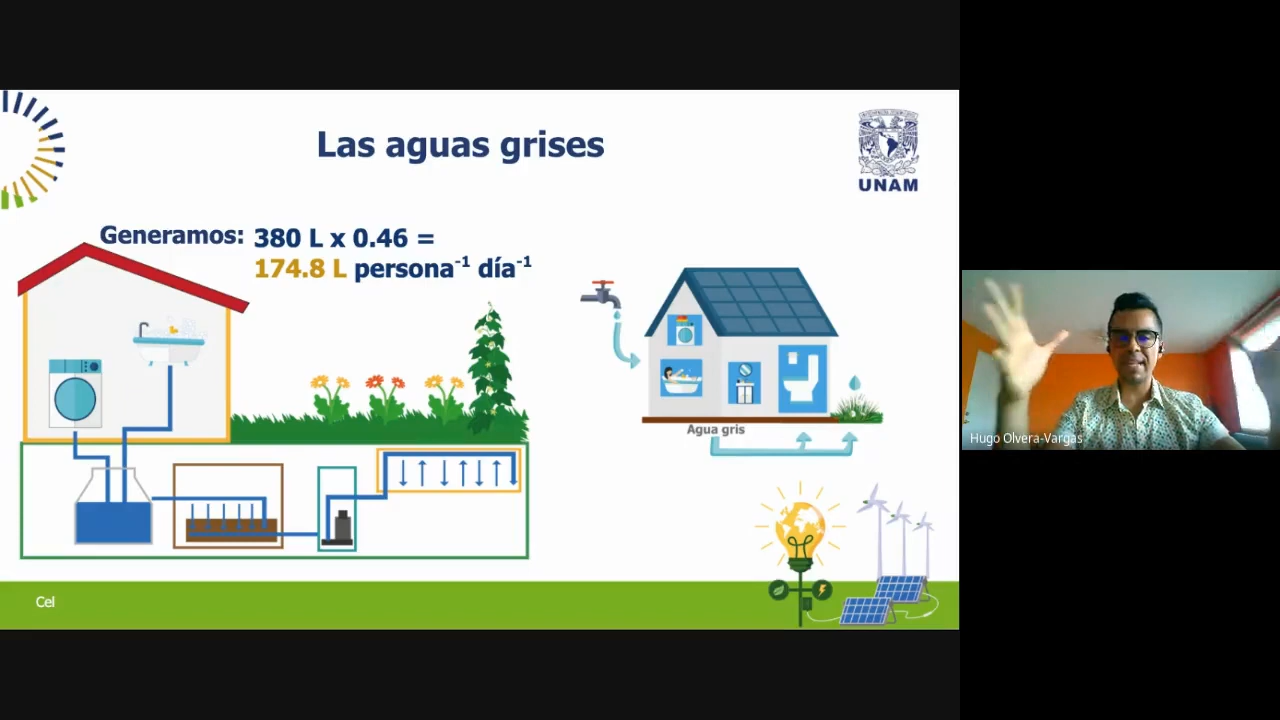 Las aguas grises
UNAM
Generamos: 380 L x 0.46 =
174.8 L persona⁻¹ día⁻¹
Agua gris
Cel
Hugo Olvera-Vargas